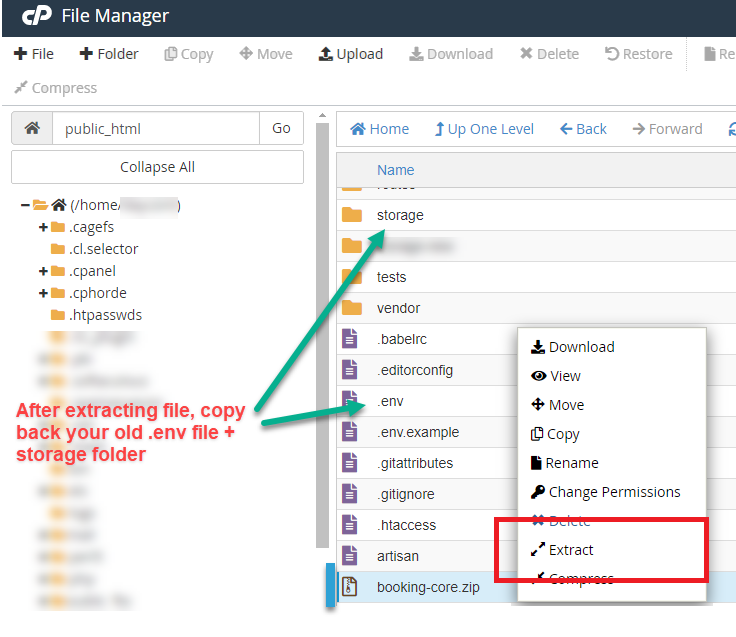 cP File Manager
File Folder Copy Move Upload Download Delete Restore Re
Compress
public_html Go
Collapse All
(/home/ )
.cagefs
.cl.selector
.cpanel
.cphorde
.htpasswds
After extracting file, copy
back your old .env file +
storage folder
Home Up One Level Back Forward
Name
routes
storage
tests
vendor
.babelrc
.editorconfig
.env
.env.example
.gitattributes
.gitignore
.htaccess
artisan
booking-core.zip
Download
View
Move
Copy
Rename
Change Permissions
Delete
Extract
Compress